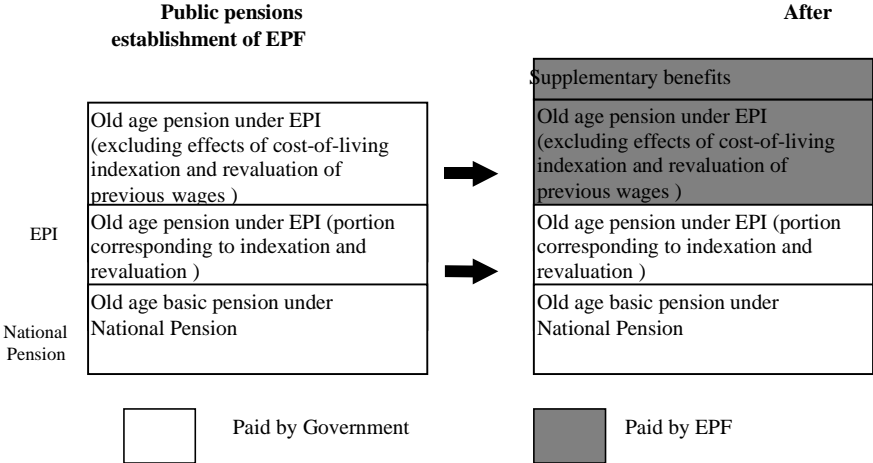 Public pensions
After
establishment of EPF
Supplementary benefits
Old age pension under EPI
(excluding effects of cost-of-living
indexation and revaluation of
previous wages )
Old age pension under EPI
(excluding effects of cost-of-living
indexation and revaluation of
previous wages )
EPI
Old age pension under EPI (portion
corresponding to indexation and
revaluation )
Old age pension under EPI (portion
corresponding to indexation and
revaluation )
National
Pension
Old age basic pension under
National Pension
Old age basic pension under
National Pension
Paid by Government
Paid by EPF